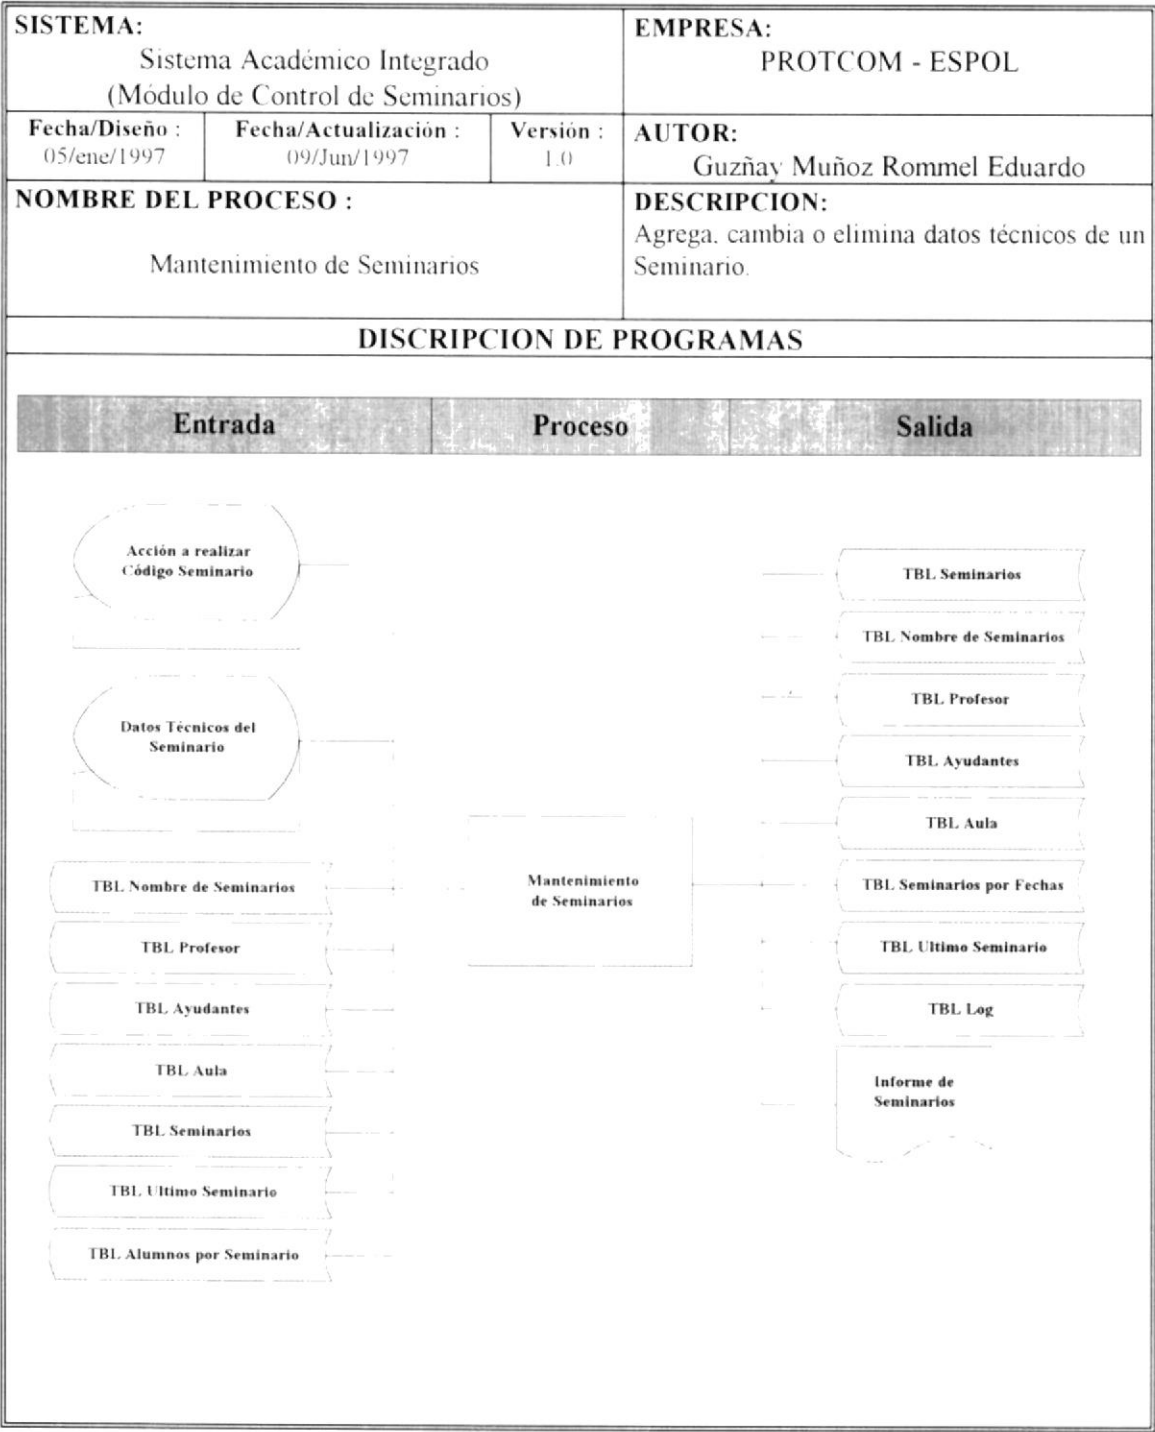 SISTEMA:
Sistema Académico Integrado
(Módulo de Control de Seminarios)
EMPRESA:
PROTCOM - ESPOL
Fecha/Diseño :
05/ene/1997
Fecha/Actualización :
09/Jun/1997
Versión :
1.0
AUTOR:
Guzñay Muñoz Rommel Eduardo
NOMBRE DEL PROCESO :
Mantenimiento de Seminarios
DESCRIPCION:
Agrega, cambia o elimina datos técnicos de un
Seminario.
DISCRIPCION DE PROGRAMAS
Entrada
Proceso
Salida
Acción a realizar
Código Seminario
Datos Técnicos del
Seminario
TBL Nombre de Seminarios
TBL Profesor
TBL Ayudantes
TBL Aula
TBL Seminarios
TBL Ultimo Seminario
TBL Alumnos por Seminario
Mantenimiento
de Seminarios
TBL Seminarios
TBL Nombre de Seminarios
TBL Profesor
TBL Ayudantes
TBL Aula
TBL Seminarios por Fechas
TBL Ultimo Seminario
TBL Log
Informe de
Seminarios